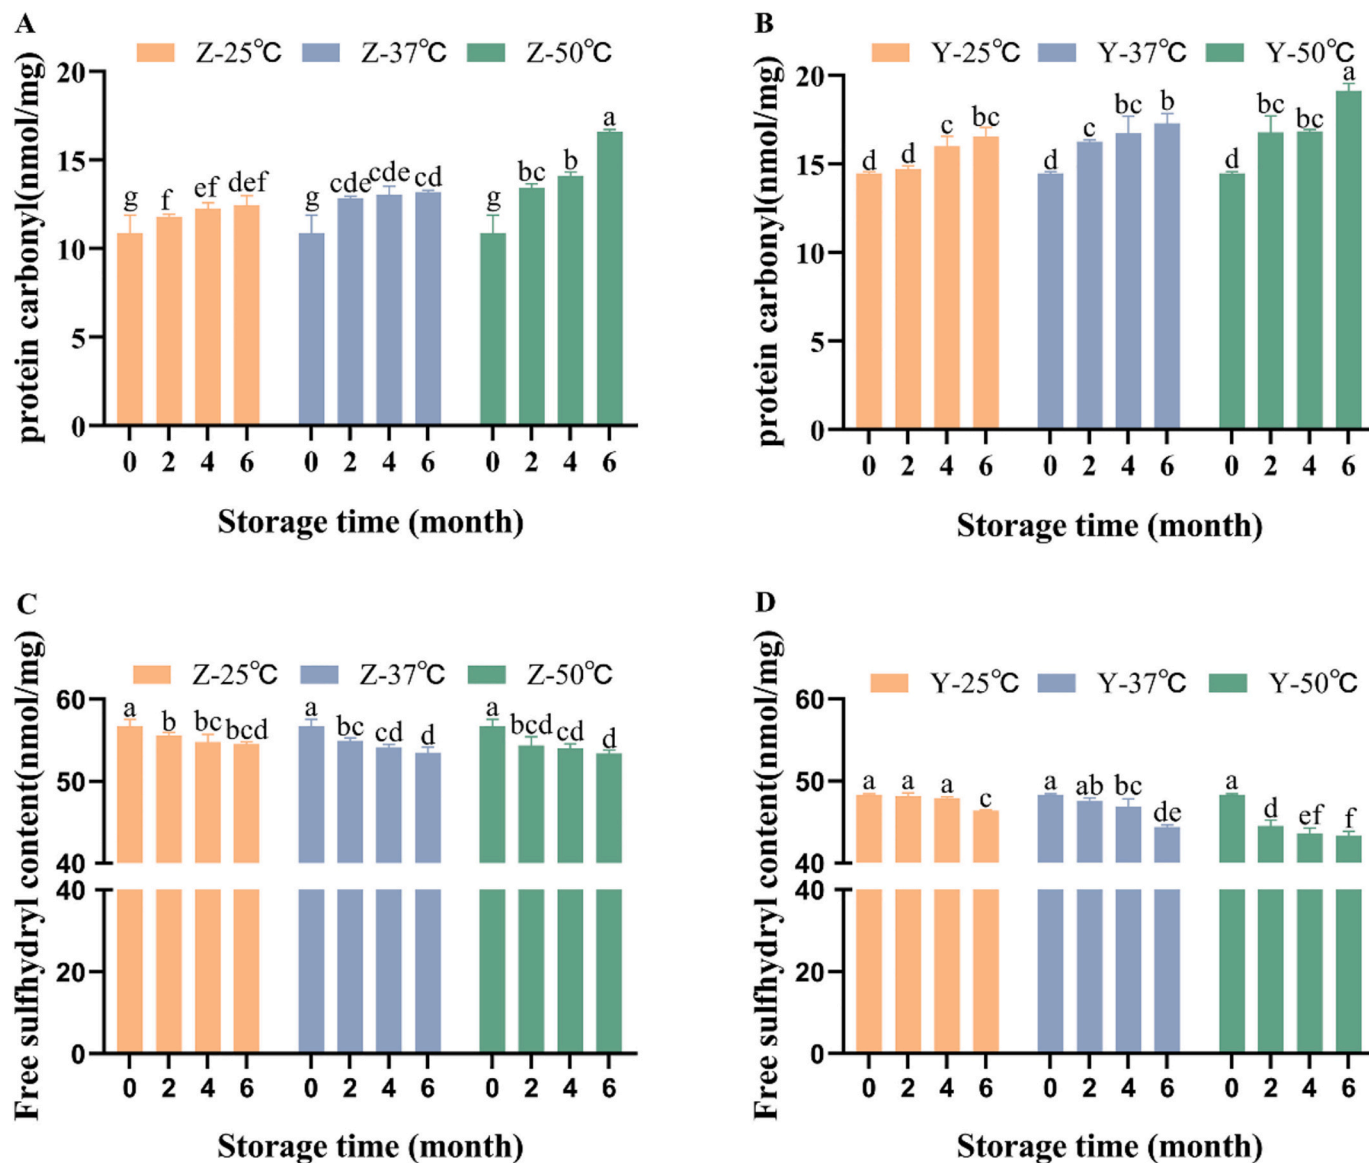 A
Z-25℃ Z-37℃ Z-50℃
protein carbonyl(nmol/mg)
20
15
10
5
0
g f ef def g cde cde cd g bc b a
0 2 4 6 0 2 4 6 0 2 4 6
Storage time (month)
B
Y-25℃ Y-37℃ Y-50℃
protein carbonyl(nmol/mg)
20
15
10
5
0
d d c bc d c bc b d bc bc a
0 2 4 6 0 2 4 6 0 2 4 6
Storage time (month)
C
Z-25℃ Z-37℃ Z-50℃
Free sulfhydryl content(nmol/mg)
60
50
40
40
20
0
a b bc bcd a bc cd d a bcd cd d
0 2 4 6 0 2 4 6 0 2 4 6
Storage time (month)
D
Y-25℃ Y-37℃ Y-50℃
Free sulfhydryl content(nmol/mg)
60
50
40
40
20
0
a a a c a ab bc de a d ef f
0 2 4 6 0 2 4 6 0 2 4 6
Storage time (month)